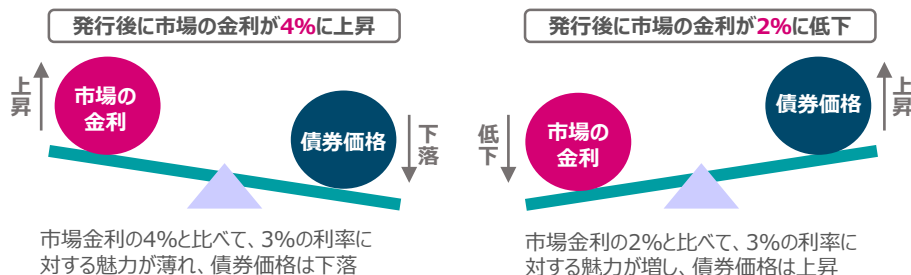 発行後に市場の金利が4%に上昇
上昇
市場の
金利
債券価格
下落
市場金利の4%と比べて、3%の利率に
対する魅力が薄れ、債券価格は下落
発行後に市場の金利が2%に低下
低下
市場の
金利
債券価格
上昇
市場金利の2%と比べて、3%の利率に
対する魅力が増し、債券価格は上昇